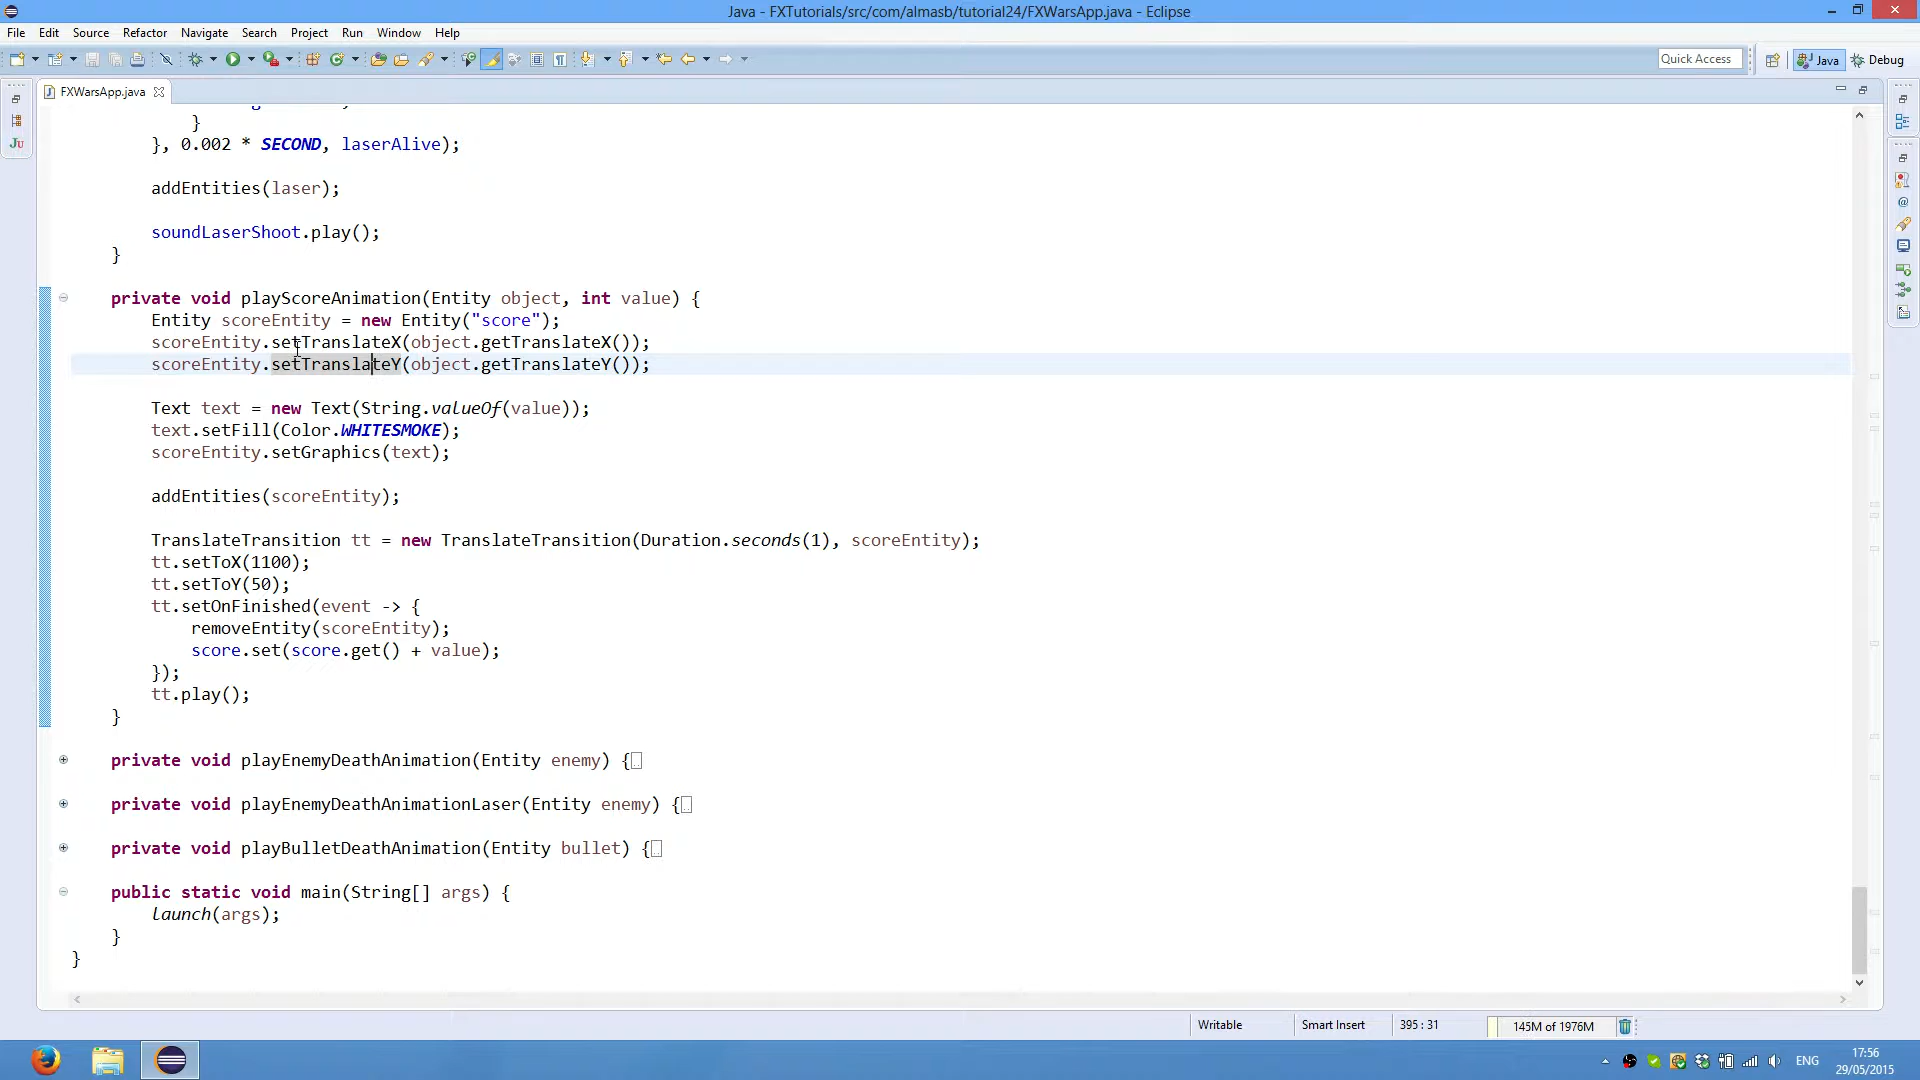 Java - FXTutorials/src/com/almasb/tutorial24/FXWarsApp.java - Eclipse
File Edit Source Refactor Navigate Search Project Run Window Help
Quick Access
Java
Debug
FXWarsApp.java
}
}, 0.002 * SECOND, laserAlive);
addEntities(laser);
soundLaserShoot.play();
}
private void playScoreAnimation(Entity object, int value) {
Entity scoreEntity = new Entity("score");
scoreEntity.setTranslateX(object.getTranslateX());
scoreEntity.setTranslateY(object.getTranslateY());
Text text = new Text(String.valueOf(value));
text.setFill(Color.WHITESMOKE);
scoreEntity.setGraphics(text);
addEntities(scoreEntity);
TranslateTransition tt = new TranslateTransition(Duration.seconds(1), scoreEntity);
tt.setToX(1100);
tt.setToY(50);
tt.setOnFinished(event -> {
removeEntity(scoreEntity);
score.set(score.get() + value);
});
tt.play();
}
private void playEnemyDeathAnimation(Entity enemy) {
private void playEnemyDeathAnimationLaser(Entity enemy) {
private void playBulletDeathAnimation(Entity bullet) {
public static void main(String[] args) {
launch(args);
}
}
Writable
Smart Insert
395 : 31
145M of 1976M
ENG
17:56
29/05/2015